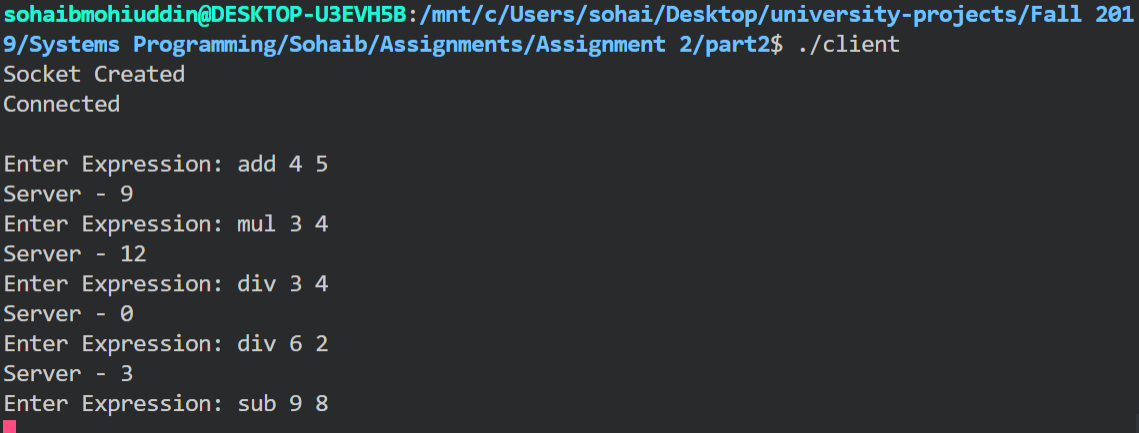 sohaibmohiuddin@DESKTOP-U3EVH5B:/mnt/c/Users/sohai/Desktop/university-projects/Fall 201
9/Systems Programming/Sohaib/Assignments/Assignment 2/part2$ ./client
Socket Created
Connected
Enter Expression: add 4 5
Server - 9
Enter Expression: mul 3 4
Server - 12
Enter Expression: div 3 4
Server - 0
Enter Expression: div 6 2
Server - 3
Enter Expression: sub 9 8